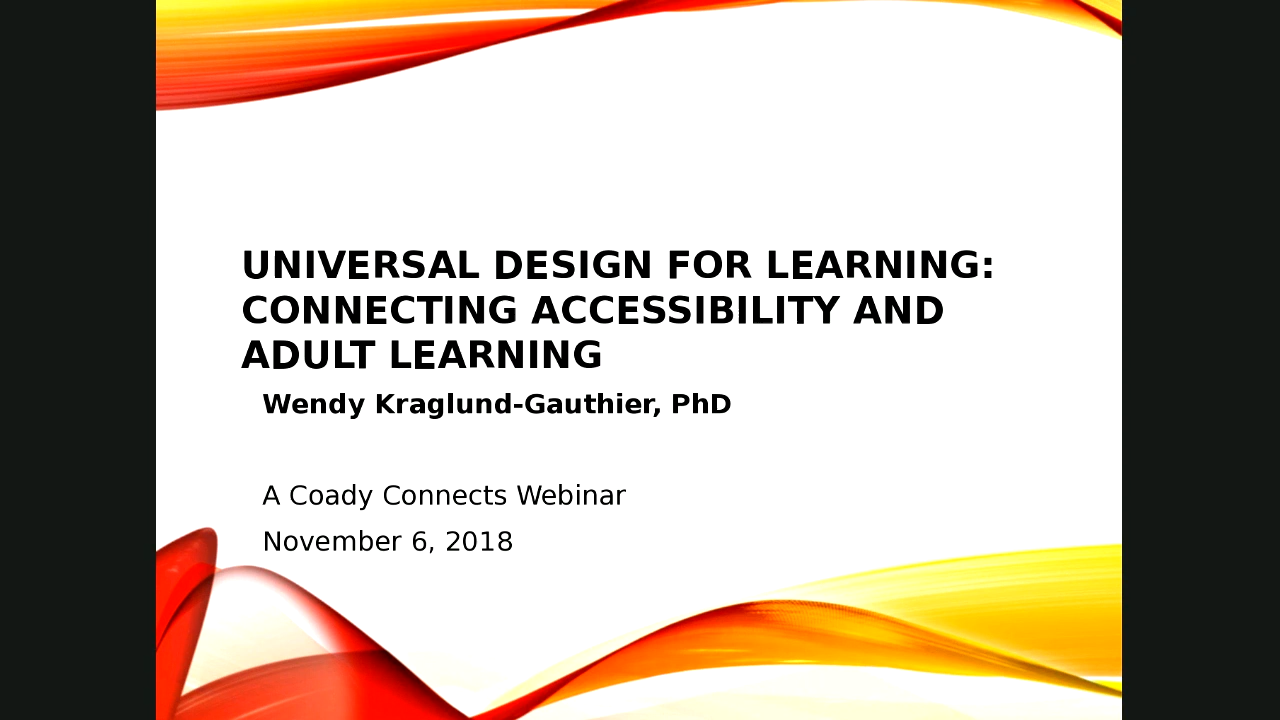 UNIVERSAL DESIGN FOR LEARNING:
CONNECTING ACCESSIBILITY AND
ADULT LEARNING
Wendy Kraglund-Gauthier, PhD
A Coady Connects Webinar
November 6, 2018